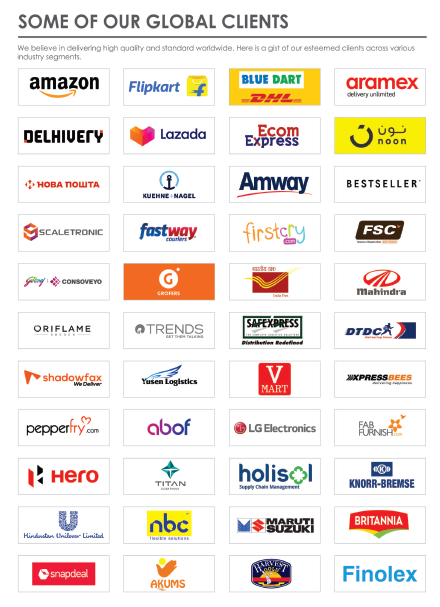 SOME OF OUR GLOBAL CLIENTS
We believe in delivering high quality and standard worldwide. Here is a gist of our esteemed clients across various
industry segments.
amazon
Flipkart
BLUE DART
DHL
aramex
delivery unlimited
DELHIVERY
Lazada
Ecom
Express
نون
noon
НОВА ПОШТА
KUEHNE+NAGEL
Amway
BESTSELLER
SCALETRONIC
fastway
couriers
firstcry
.com
FSC
Godrej
CONSOVEYO
G
GROFERS
भारतीय डाक
India Post
Mahindra
ORIFLAME
SWEDEN
TRENDS
GET THEM TALKING
SAFEXPRESS
Distribution Redefined
DTDC
shadowfax
We Deliver
Yusen Logistics
V
MART
XPRESSBEES
delivering happiness
pepperfry.com
abof
LG Electronics
FAB
FURNISH.com
Hero
TITAN
COMPANY
holisol
Supply Chain Management
K
KNORR-BREMSE
Hindustan Unilever Limited
nbc
flexible solutions
MARUTI
SUZUKI
BRITANNIA
snapdeal
AKUMS
HARVEST
GOLD
Finolex